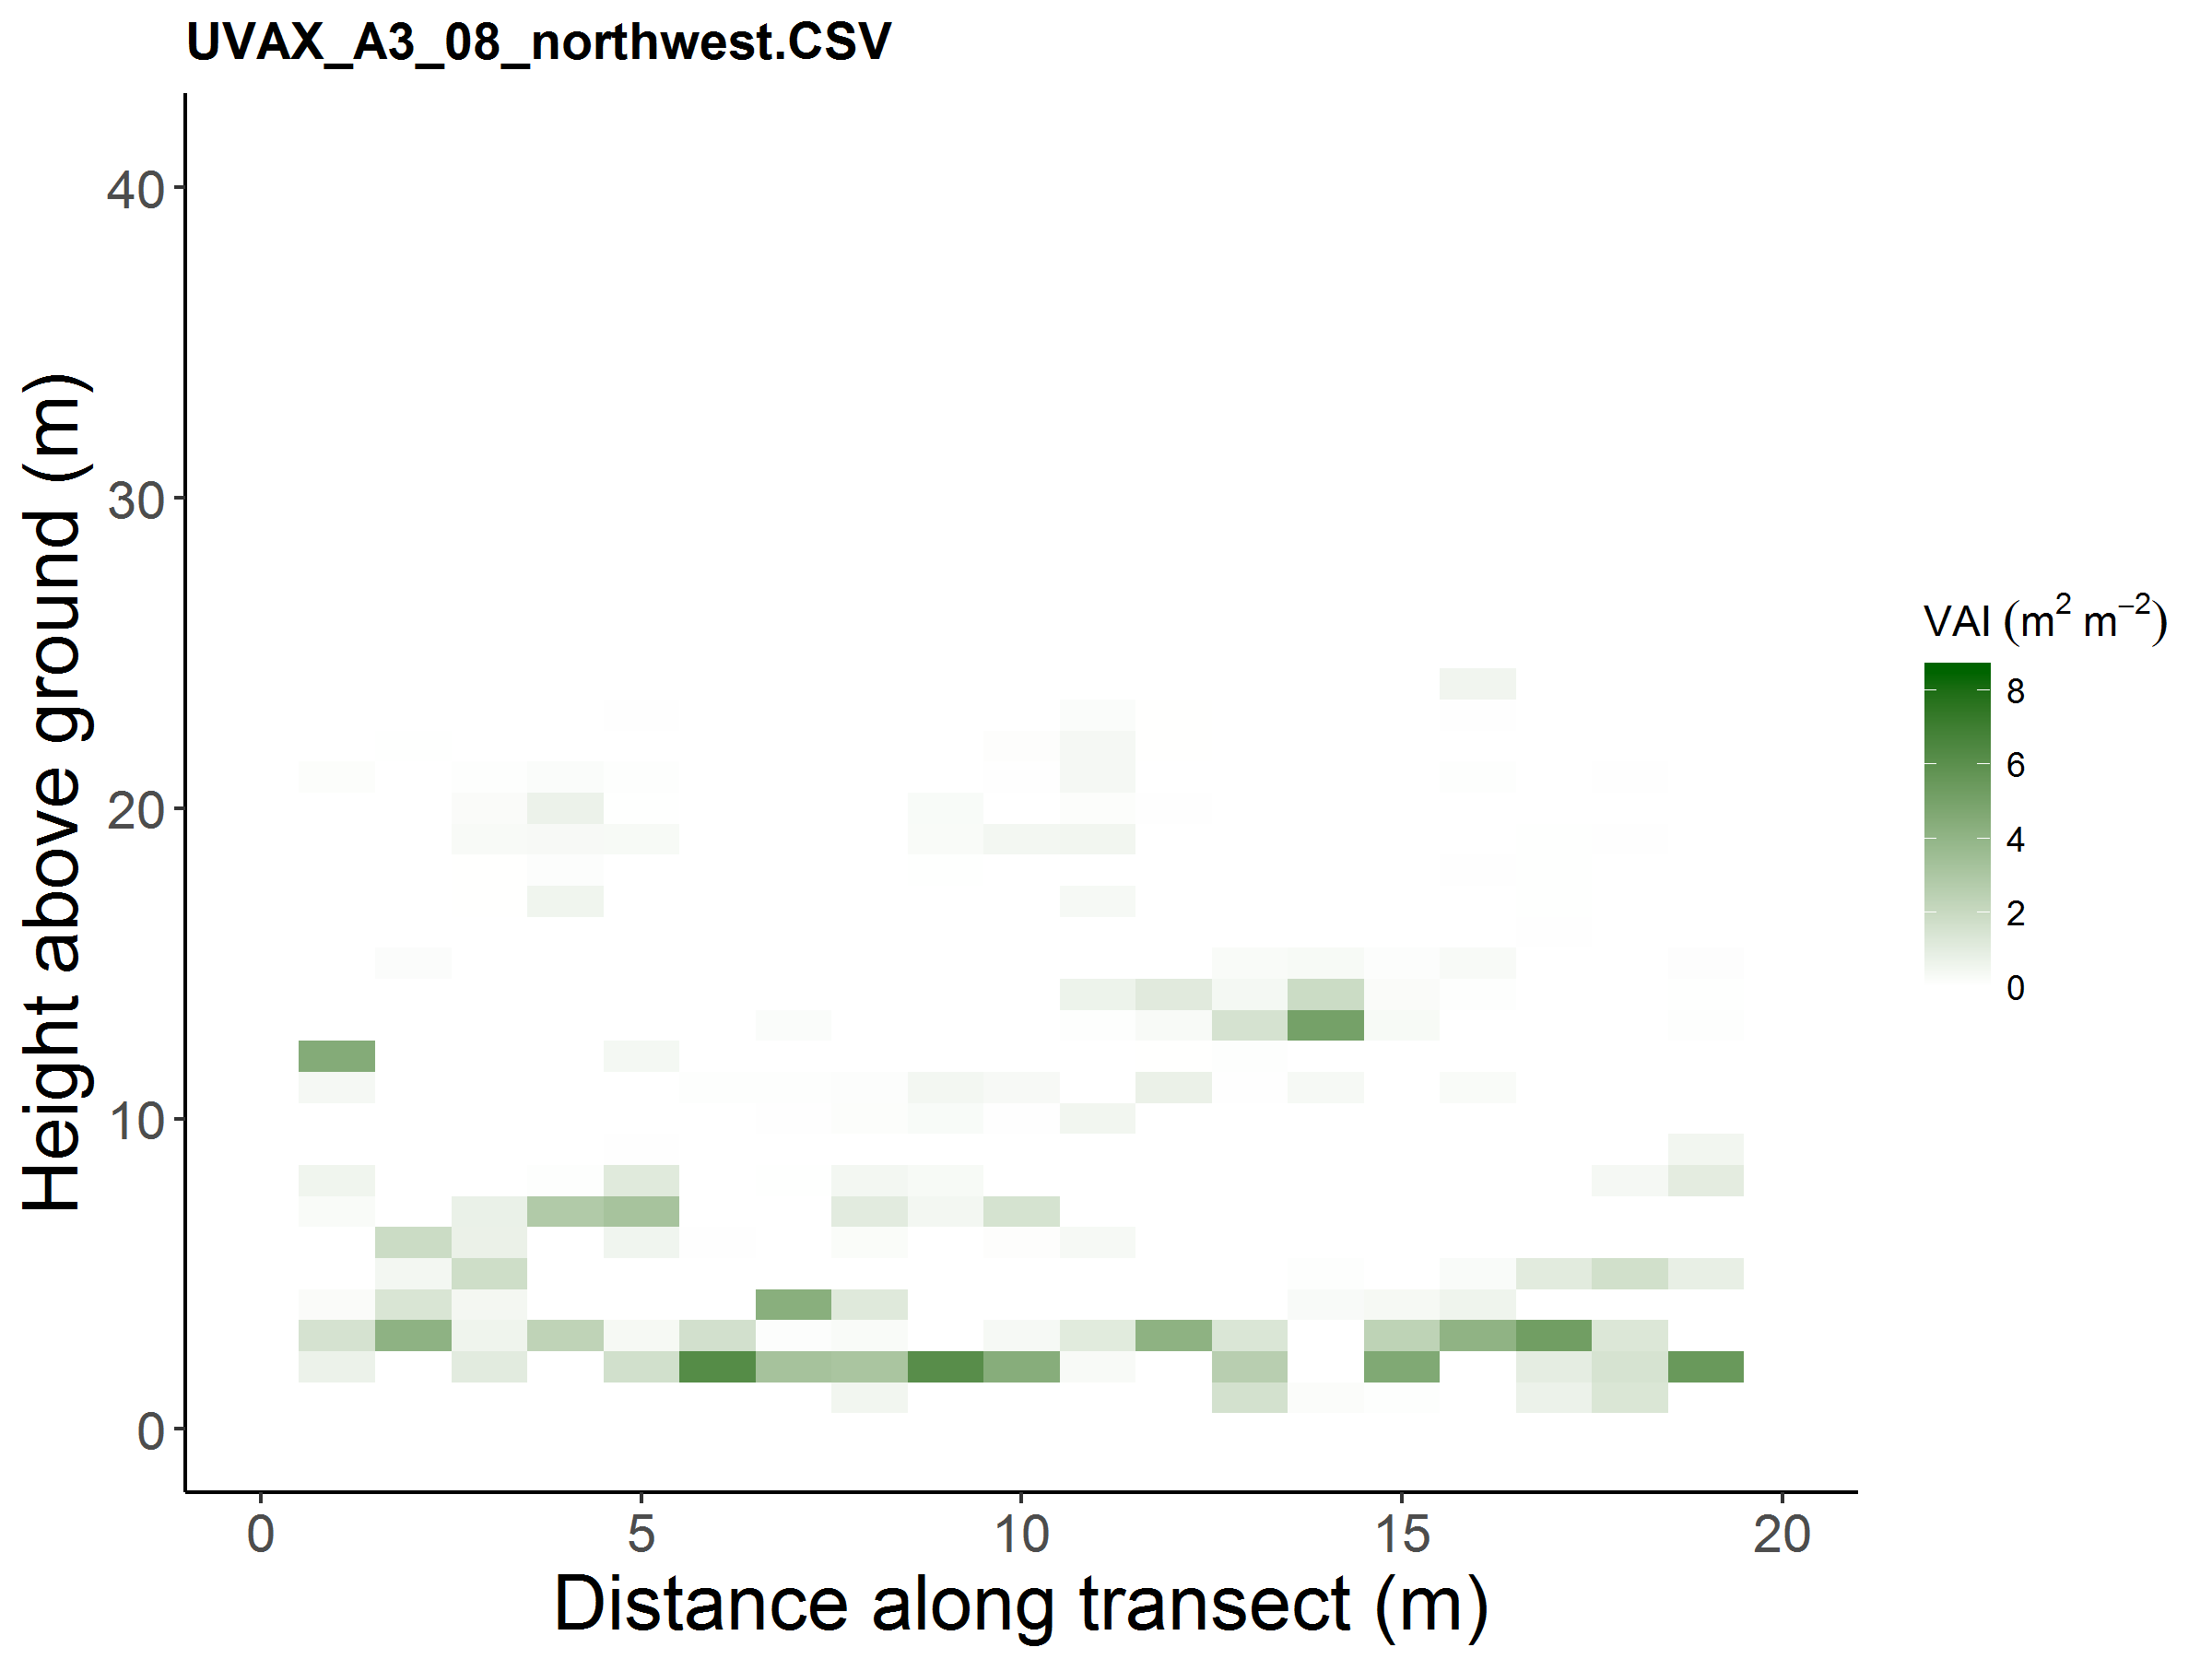 UVAX_A3_08_northwest.CSV
Height above ground (m)
40
30
20
10
0
0 5 10 15 20
Distance along transect (m)
VAI (m² m⁻²)
8
6
4
2
0